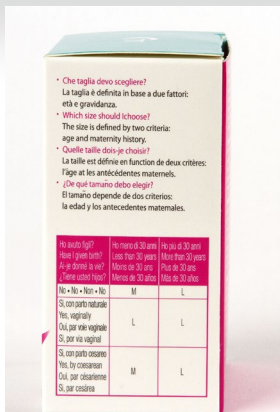 • Che taglia devo scegliere?
La taglia è definita in base a due fattori:
età e gravidanza.
• Which size should Ichoose?
The size is defined by two criteria:
age and maternity history.
• Quelle taille dois-je choisir?
La taille est définie en function de deux critères:
l'âge at les antécédents maternels.
• ¿De qué tamaño debo elegir?
El tamaño depende de dos criterios:
la edad y los antecedentes matemales.
Ho avuto figli? Ho meno di 30 anni Ho più di 30 anni
Have I given birth? Less than 30 years More than 30 years
Ai-je donné la vie? Moins de 30 ans Plus de 30 ans
¿Tiene usted hijos? Menos de 30 años Más de 30 años
No • No • Non • No M L
Sì, con parto naturale
Yes, vaginally
Oui, par voie vaginale
Sí, por vía vaginal
L L
Sì, con parto cesareo
Yes, by coesarean
Oui, par césarienne
Sí, par cesárea
M L